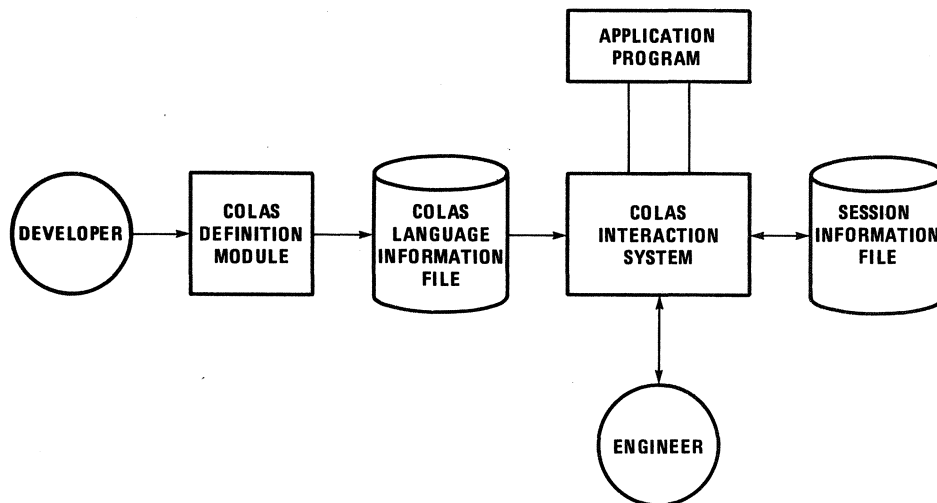 APPLICATION
PROGRAM
DEVELOPER
COLAS
DEFINITION
MODULE
COLAS
LANGUAGE
INFORMATION
FILE
COLAS
INTERACTION
SYSTEM
SESSION
INFORMATION
FILE
ENGINEER